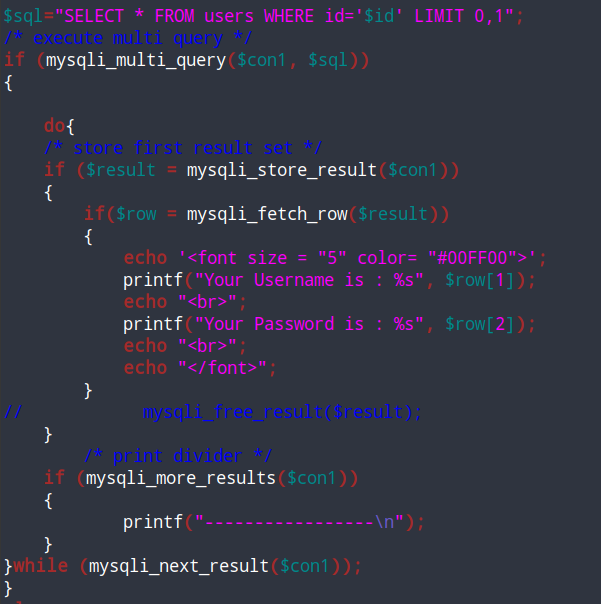 $sql="SELECT * FROM users WHERE id='$id' LIMIT 0,1";
/* execute multi query */
if (mysqli_multi_query($con1, $sql))
{
do{
/* store first result set */
if ($result = mysqli_store_result($con1))
{
if($row = mysqli_fetch_row($result))
{
echo '<font size = "5" color= "#00FF00">';
printf("Your Username is : %s", $row[1]);
echo "<br>";
printf("Your Password is : %s", $row[2]);
echo "<br>";
echo "</font>";
}
// mysqli_free_result($result);
}
/* print divider */
if (mysqli_more_results($con1))
{
printf("-----------------\n");
}
}while (mysqli_next_result($con1));
}